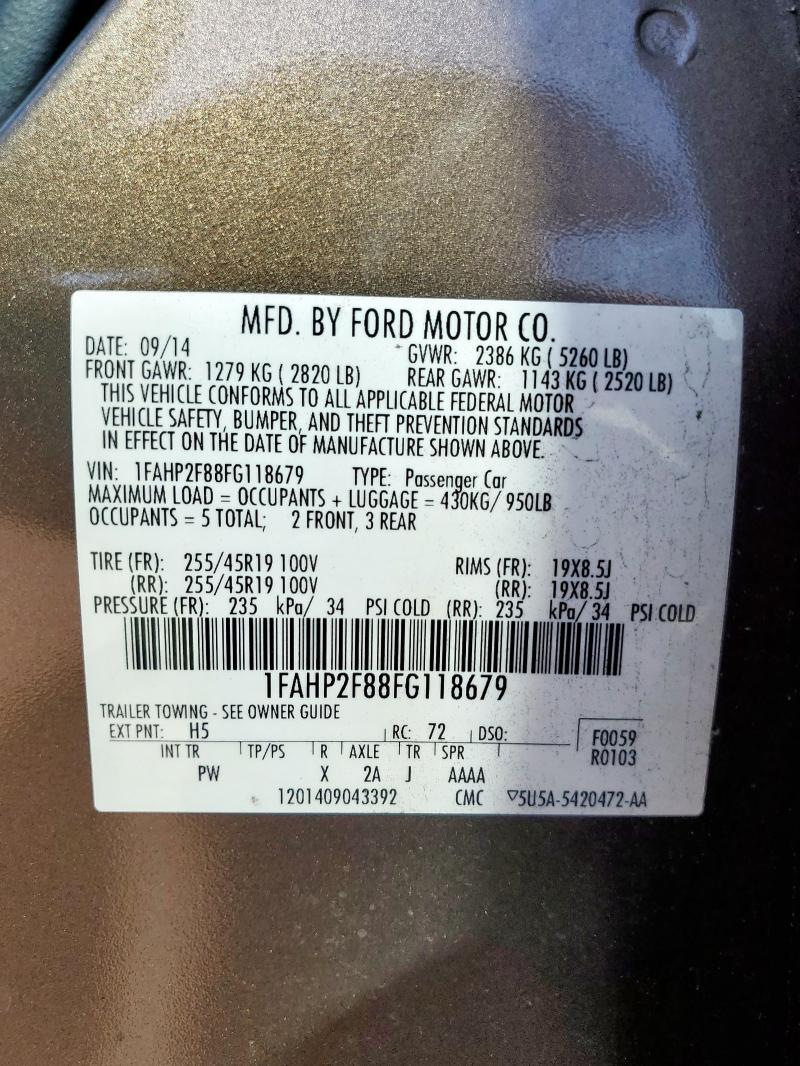 MFD. BY FORD MOTOR CO.
DATE: 09/14 GVWR: 2386 KG ( 5260 LB)
FRONT GAWR: 1279 KG ( 2820 LB) REAR GAWR: 1143 KG ( 2520 LB)
THIS VEHICLE CONFORMS TO ALL APPLICABLE FEDERAL MOTOR
VEHICLE SAFETY, BUMPER, AND THEFT PREVENTION STANDARDS
IN EFFECT ON THE DATE OF MANUFACTURE SHOWN ABOVE.
VIN: 1FAHP2F88FG118679 TYPE: Passenger Car
MAXIMUM LOAD = OCCUPANTS + LUGGAGE = 430KG/ 950LB
OCCUPANTS = 5 TOTAL; 2 FRONT, 3 REAR
TIRE (FR): 255/45R19 100V RIMS (FR): 19X8.5J
(RR): 255/45R19 100V (RR): 19X8.5J
PRESSURE (FR): 235 kPa/ 34 PSI COLD (RR): 235 kPa/ 34 PSI COLD
1FAHP2F88FG118679
TRAILER TOWING - SEE OWNER GUIDE
EXT PNT: H5 RC: 72 DSO: F0059
INT TR TP/PS R AXLE TR SPR R0103
PW X 2A J AAAA
1201409043392 CMC ▽5U5A-5420472-AA